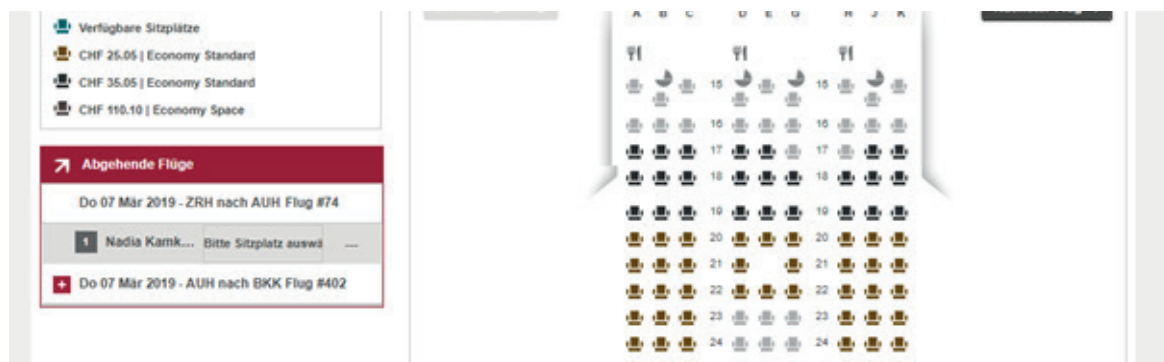 Verfügbare Sitzplätze
CHF 25.05 | Economy Standard
CHF 35.05 | Economy Standard
CHF 110.10 | Economy Space
Abgehende Flüge
Do 07 Mär 2019 - ZRH nach AUH Flug #74
1 Nadia Kamk... Bitte Sitzplatz auswä ...
+ Do 07 Mär 2019 - AUH nach BKK Flug #402
A B C D E G H J K
15 15
16 16
17 17
18 18
19 19
20 20
21 21
22 22
23 23
24 24